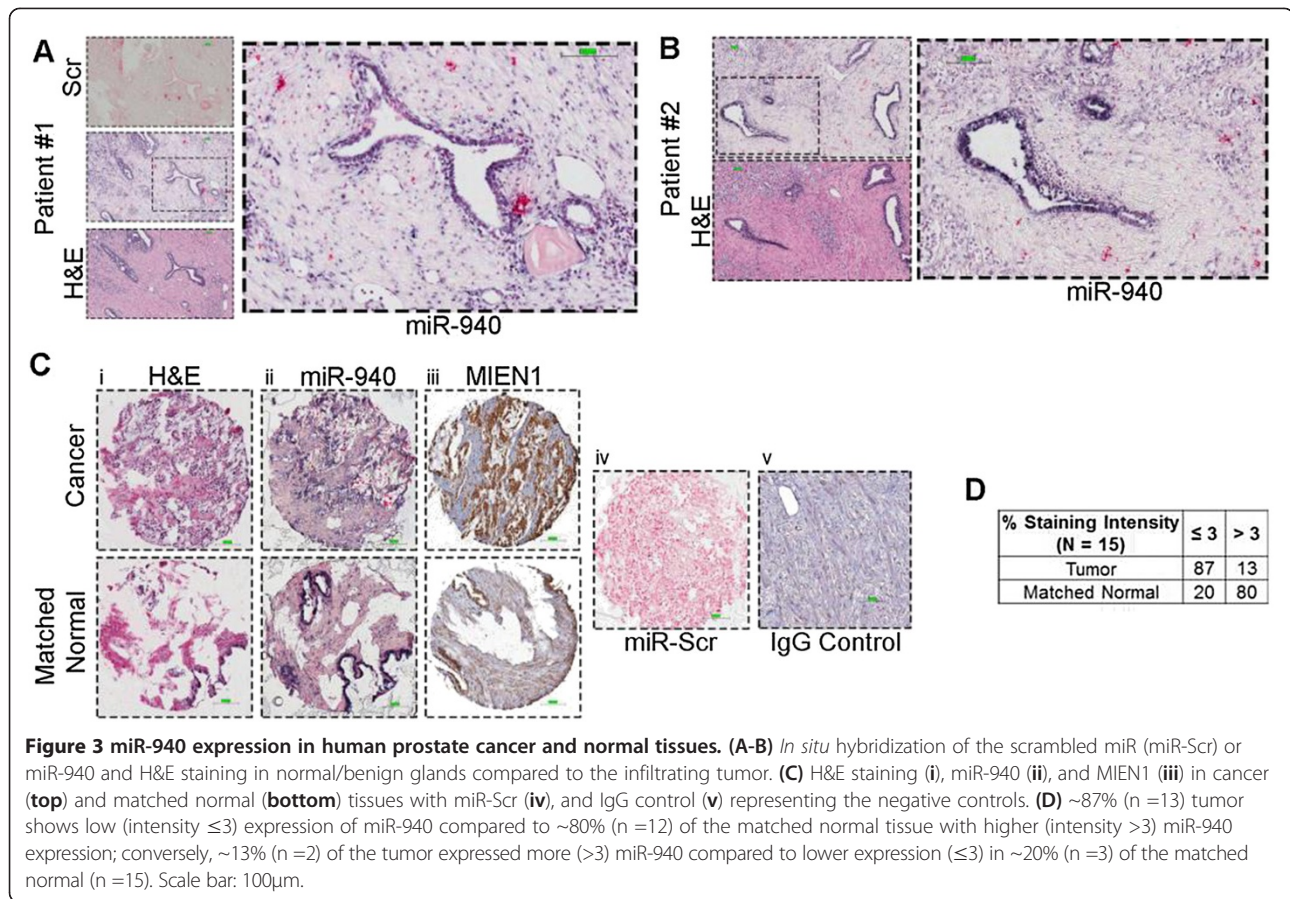 A
Scr
Patient #1
H&E
miR-940
B
Patient #2
H&E
miR-940
C
i H&E ii miR-940 iii MIEN1
Cancer
Matched
Normal
iv
miR-Scr
v
IgG Control
D
% Staining Intensity
(N = 15) ≤ 3 > 3
Tumor 87 13
Matched Normal 20 80
Figure 3 miR-940 expression in human prostate cancer and normal tissues. (A-B) In situ hybridization of the scrambled miR (miR-Scr) or
miR-940 and H&E staining in normal/benign glands compared to the infiltrating tumor. (C) H&E staining (i), miR-940 (ii), and MIEN1 (iii) in cancer
(top) and matched normal (bottom) tissues with miR-Scr (iv), and IgG control (v) representing the negative controls. (D) ~87% (n =13) tumor
shows low (intensity ≤3) expression of miR-940 compared to ~80% (n =12) of the matched normal tissue with higher (intensity >3) miR-940
expression; conversely, ~13% (n =2) of the tumor expressed more (>3) miR-940 compared to lower expression (≤3) in ~20% (n =3) of the matched
normal (n =15). Scale bar: 100μm.